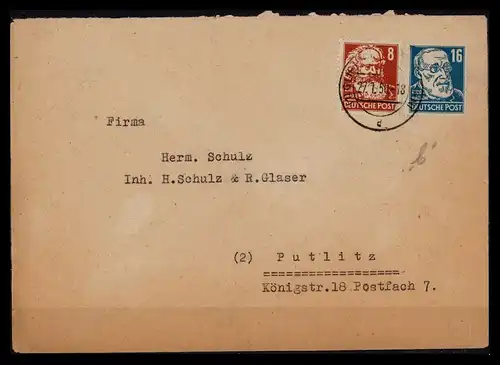 8
16
DEUTSCHE POST
DEUTSCHE POST
Firma
Herm. Schulz
Inh. H.Schulz & R.Glaser
(2) Putlitz
Königstr.18 Postfach 7.